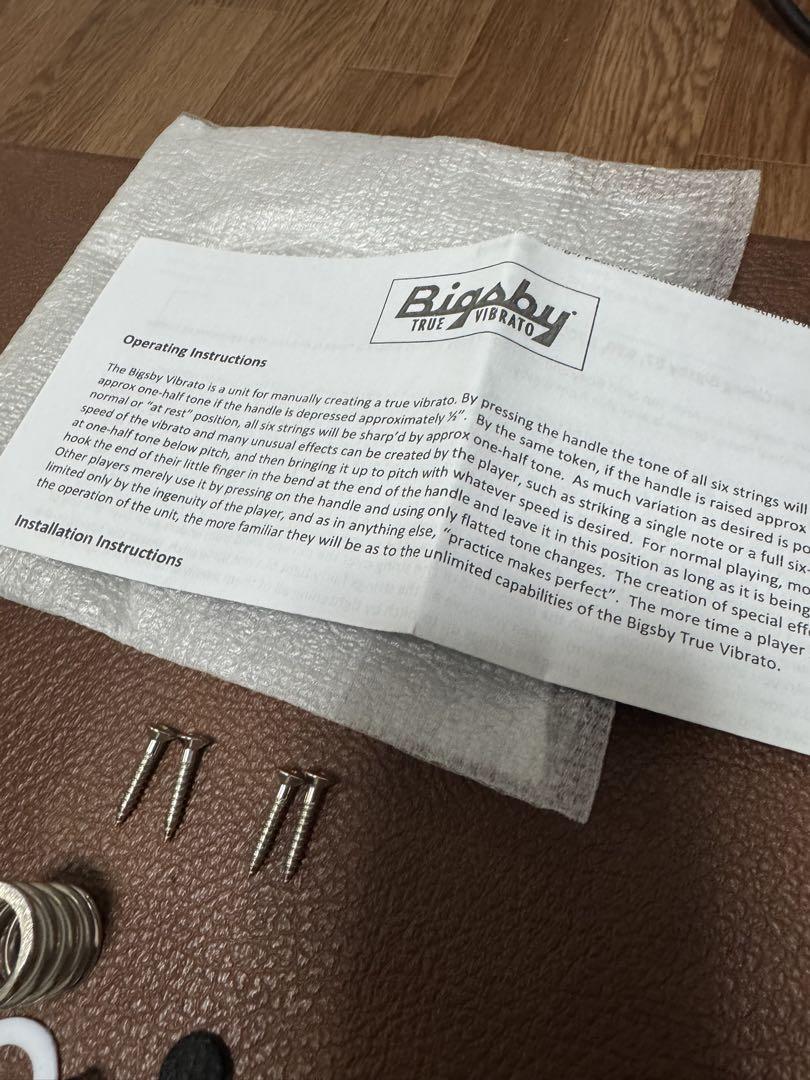 Bigsby
TRUE VIBRATO
Operating Instructions
The Bigsby Vibrato is a unit for manually creating a true vibrato. By pressing the handle the tone of all six strings will
approx one-half tone if the handle is depressed approximately ½”. By the same token, if the handle is raised approx
normal or “at rest” position, all six strings will be sharp’d by approx one-half tone. As much variation as desired is po
speed of the vibrato and many unusual effects can be created by the player, such as striking a single note or a full six-
at one-half tone below pitch, and then bringing it up to pitch with whatever speed is desired. For normal playing, mo
hook the end of their little finger in the bend at the end of the handle and leave it in this position as long as it is being
Other players merely use it by pressing on the handle and using only flatted tone changes. The creation of special effe
limited only by the ingenuity of the player, and as in anything else, “practice makes perfect”. The more time a player
the operation of the unit, the more familiar they will be as to the unlimited capabilities of the Bigsby True Vibrato.
Installation Instructions